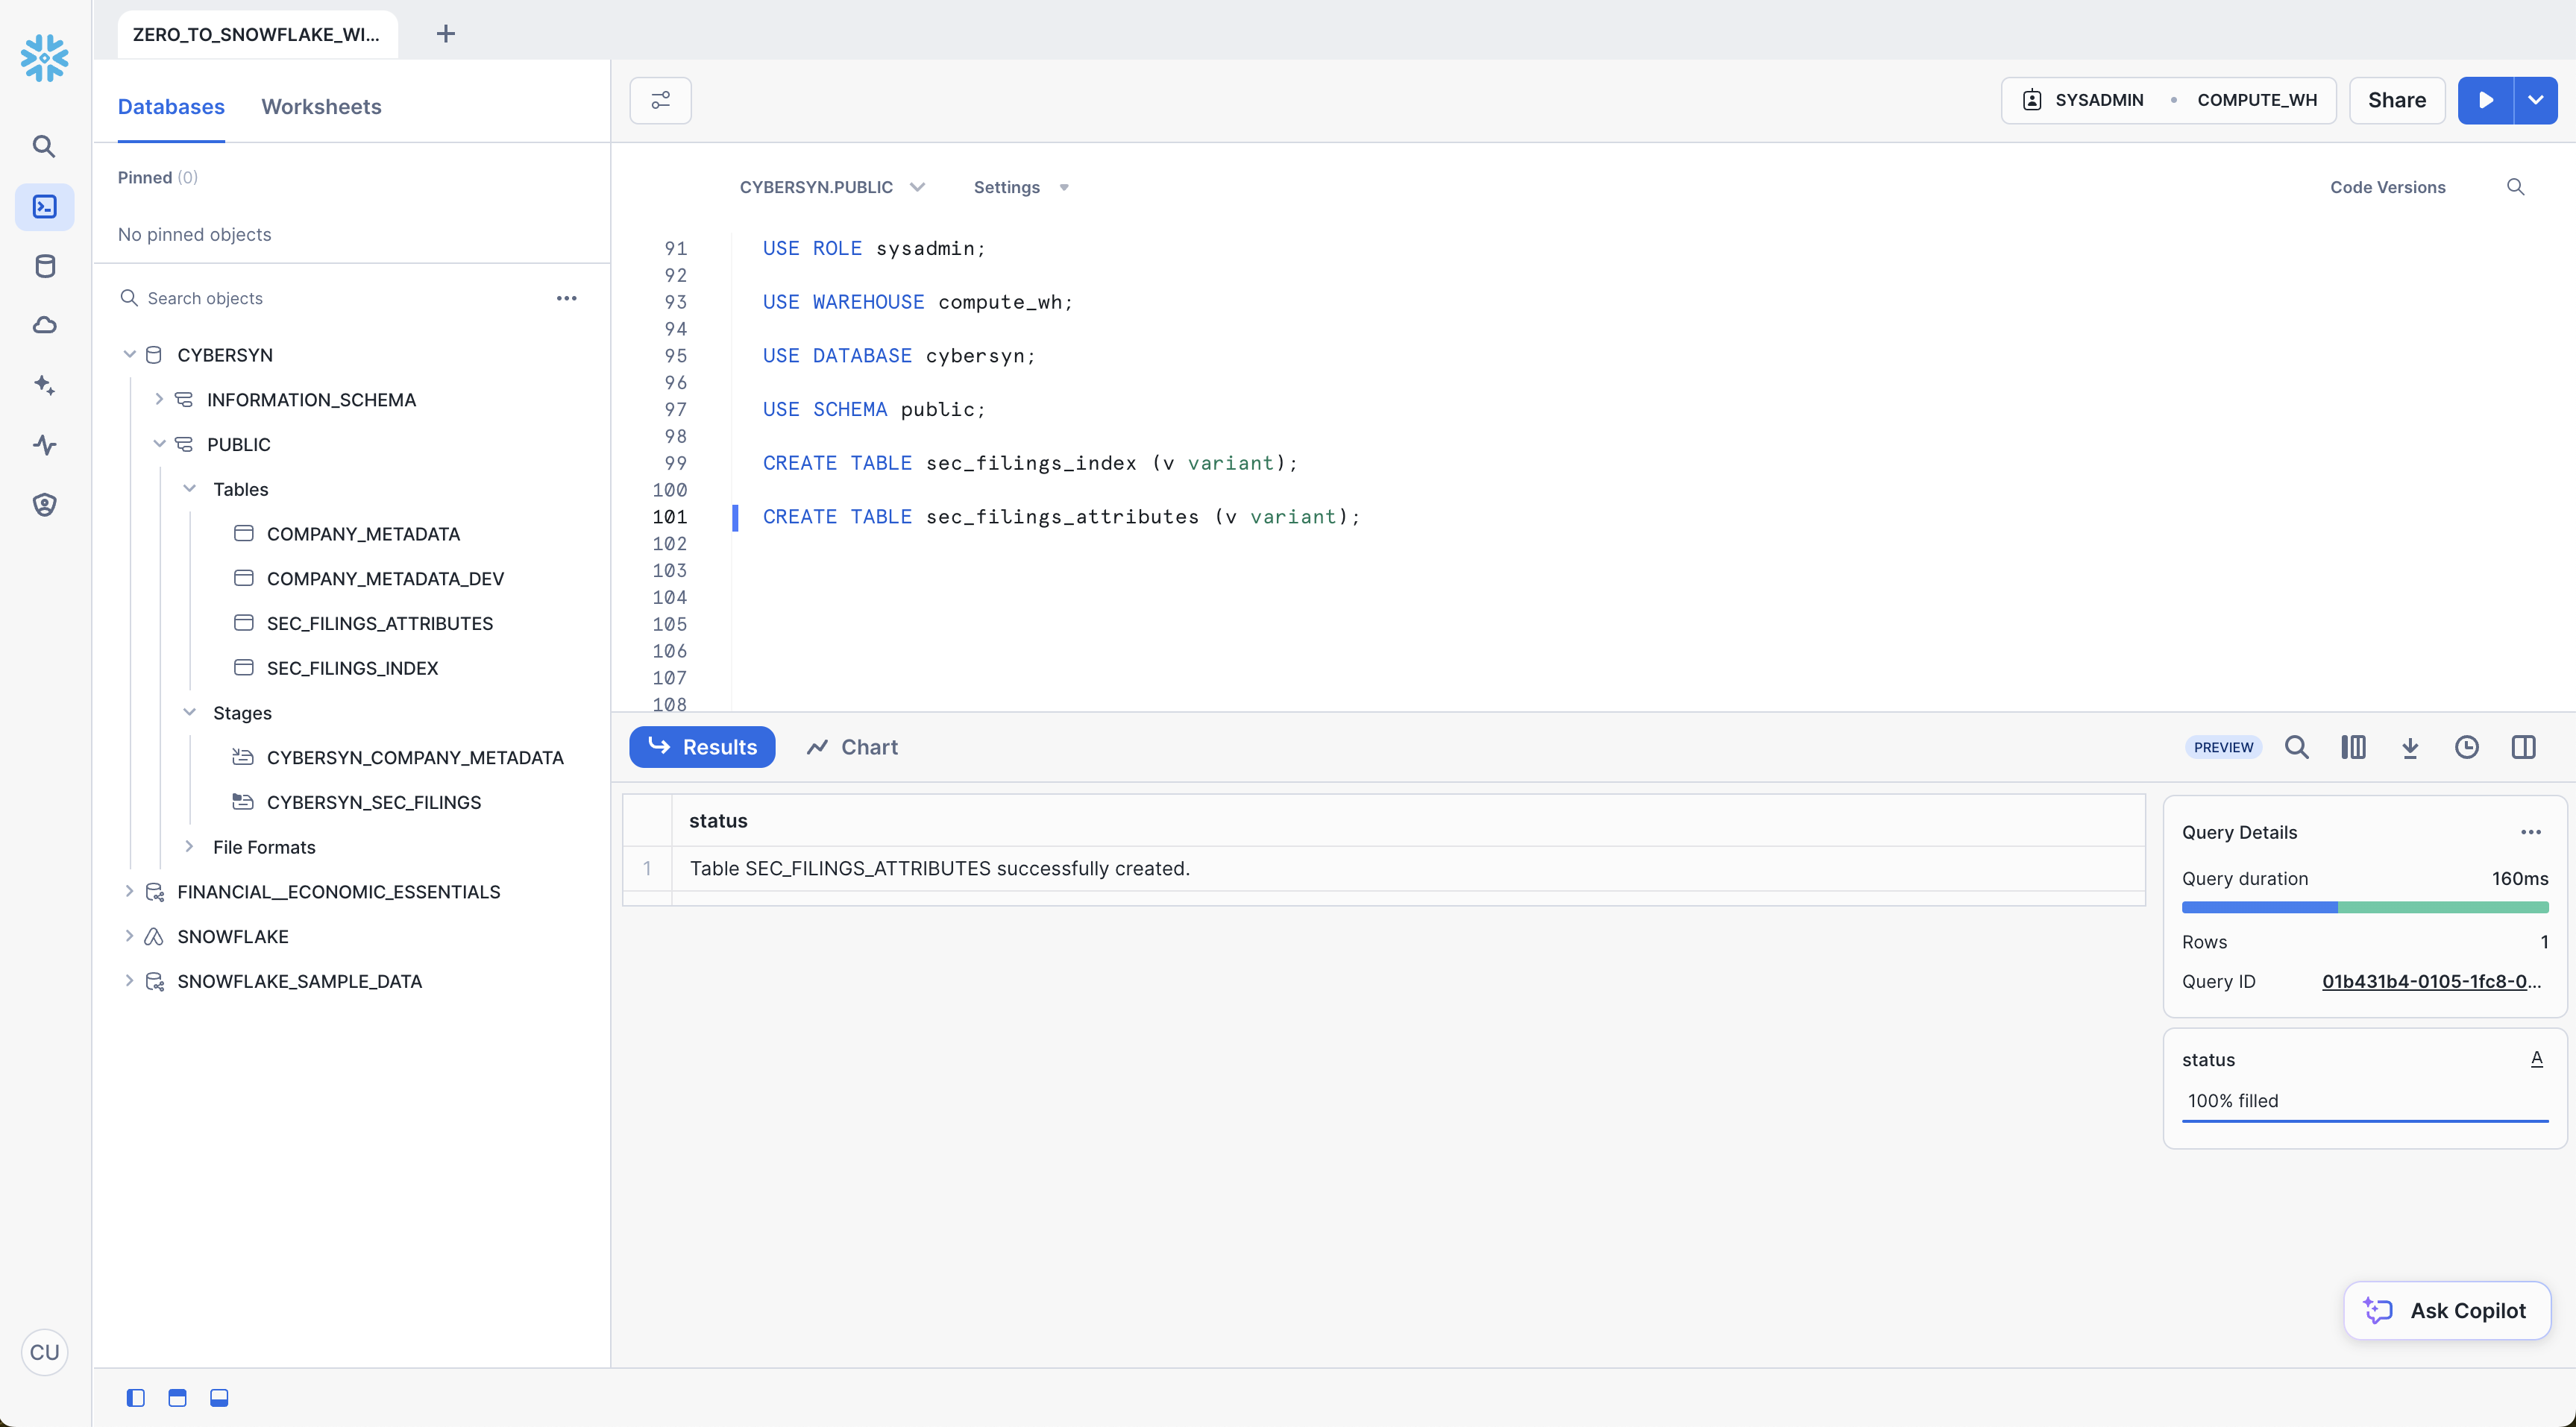 ZERO_TO_SNOWFLAKE_WI...
Databases Worksheets
SYSADMIN • COMPUTE_WH Share
Pinned (0)
No pinned objects
Search objects
CYBERSYN
INFORMATION_SCHEMA
PUBLIC
Tables
COMPANY_METADATA
COMPANY_METADATA_DEV
SEC_FILINGS_ATTRIBUTES
SEC_FILINGS_INDEX
Stages
CYBERSYN_COMPANY_METADATA
CYBERSYN_SEC_FILINGS
File Formats
FINANCIAL__ECONOMIC_ESSENTIALS
SNOWFLAKE
SNOWFLAKE_SAMPLE_DATA
CU
CYBERSYN.PUBLIC Settings Code Versions
91 USE ROLE sysadmin;
92
93 USE WAREHOUSE compute_wh;
94
95 USE DATABASE cybersyn;
96
97 USE SCHEMA public;
98
99 CREATE TABLE sec_filings_index (v variant);
100
101 CREATE TABLE sec_filings_attributes (v variant);
102
103
104
105
106
107
108
Results Chart PREVIEW
status
1 Table SEC_FILINGS_ATTRIBUTES successfully created.
Query Details
Query duration 160ms
Rows 1
Query ID 01b431b4-0105-1fc8-0...
status A
100% filled
Ask Copilot